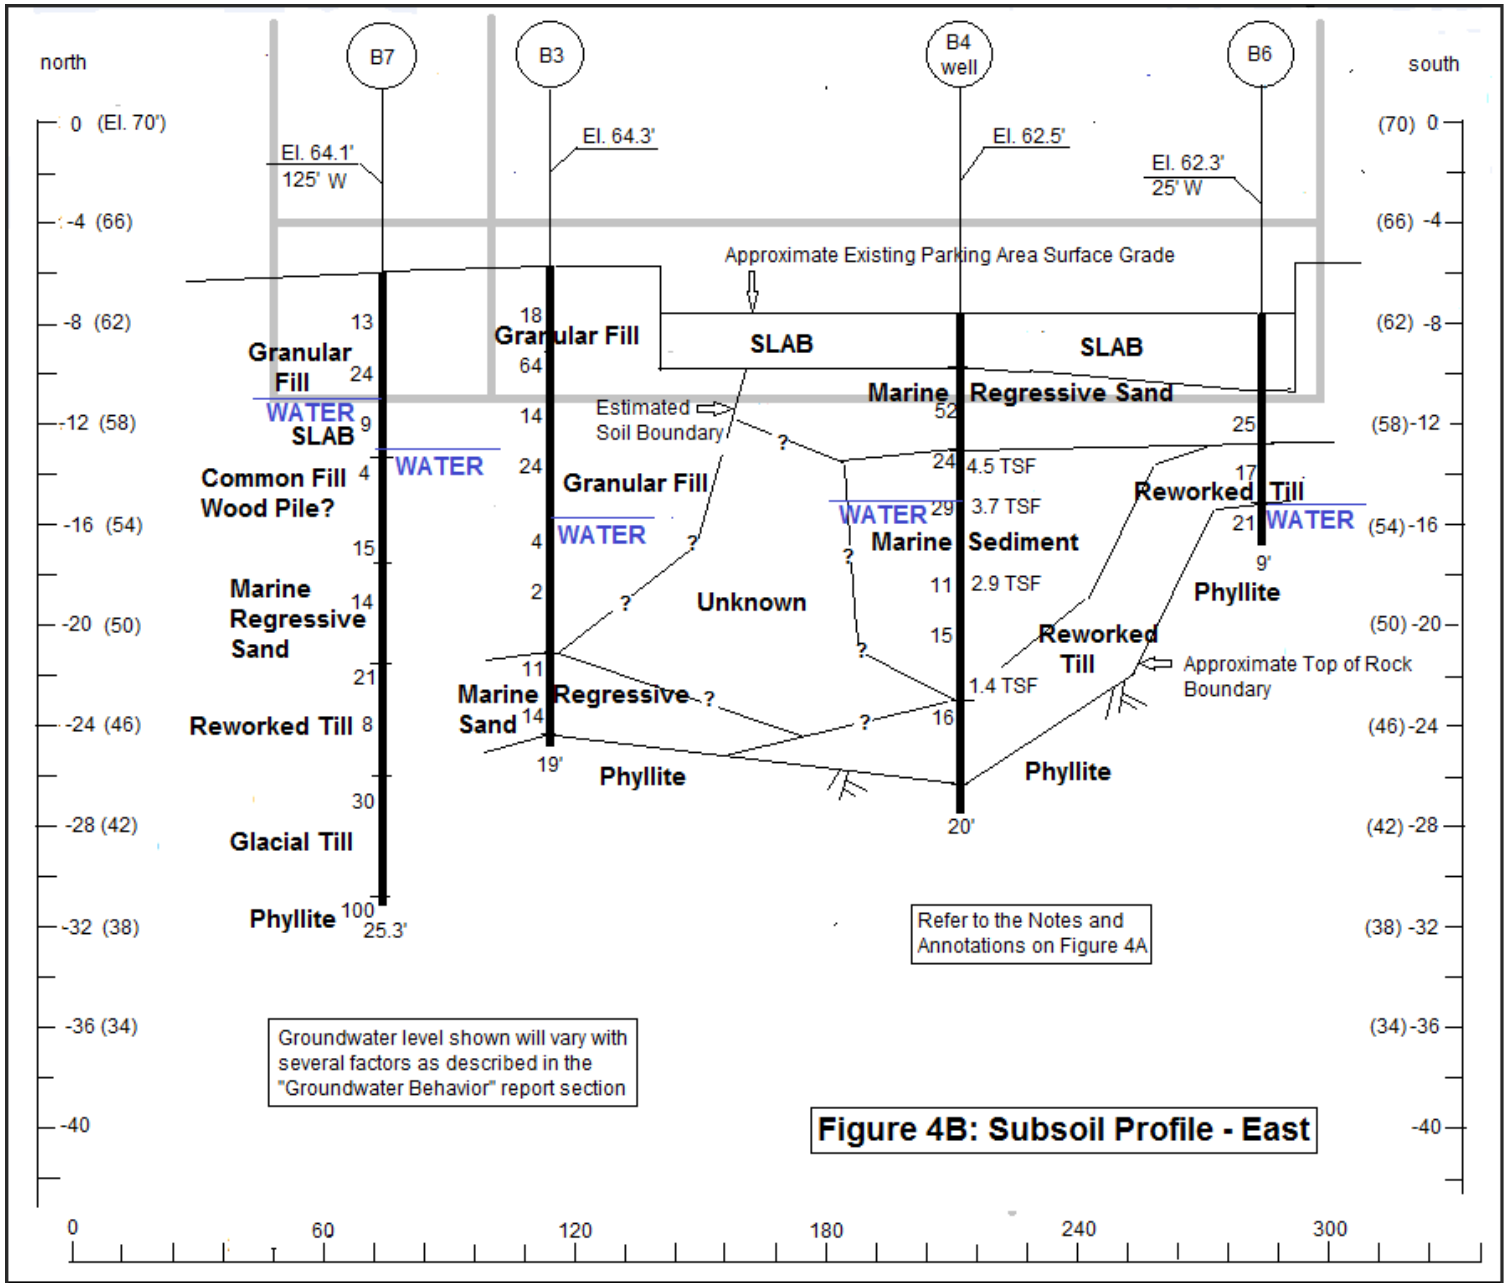 B7
B3
B4
well
B6
north
south
0 (El. 70')
(70) 0
El. 64.1'
125' W
El. 64.3'
El. 62.5'
El. 62.3'
25' W
-4 (66)
(66) -4
Approximate Existing Parking Area Surface Grade
-8 (62)
13
18
(62) -8
Granular Fill
SLAB
SLAB
Granular
Fill
24
64
Marine Regressive Sand
WATER
9
14
Estimated
Soil Boundary
52
25
-12 (58)
(58) -12
SLAB
?
WATER
4
24
24
4.5 TSF
17
Common Fill
Wood Pile?
Granular Fill
Reworked Till
WATER
29
3.7 TSF
21
WATER
-16 (54)
(54) -16
WATER
15
4
?
?
Marine Sediment
9'
Marine
Regressive
Sand
14
2
?
Unknown
11
2.9 TSF
Phyllite
-20 (50)
(50) -20
15
?
Reworked
Till
21
11
1.4 TSF
Approximate Top of Rock
Boundary
Marine Regressive
Sand
14
?
?
16
Reworked Till
8
-24 (46)
(46) -24
19'
Phyllite
Phyllite
30
-28 (42)
(42) -28
20'
Glacial Till
Phyllite
100
25.3'
-32 (38)
(38) -32
Refer to the Notes and
Annotations on Figure 4A
-36 (34)
(34) -36
Groundwater level shown will vary with
several factors as described in the
"Groundwater Behavior" report section
-40
-40
Figure 4B: Subsoil Profile - East
0 60 120 180 240 300